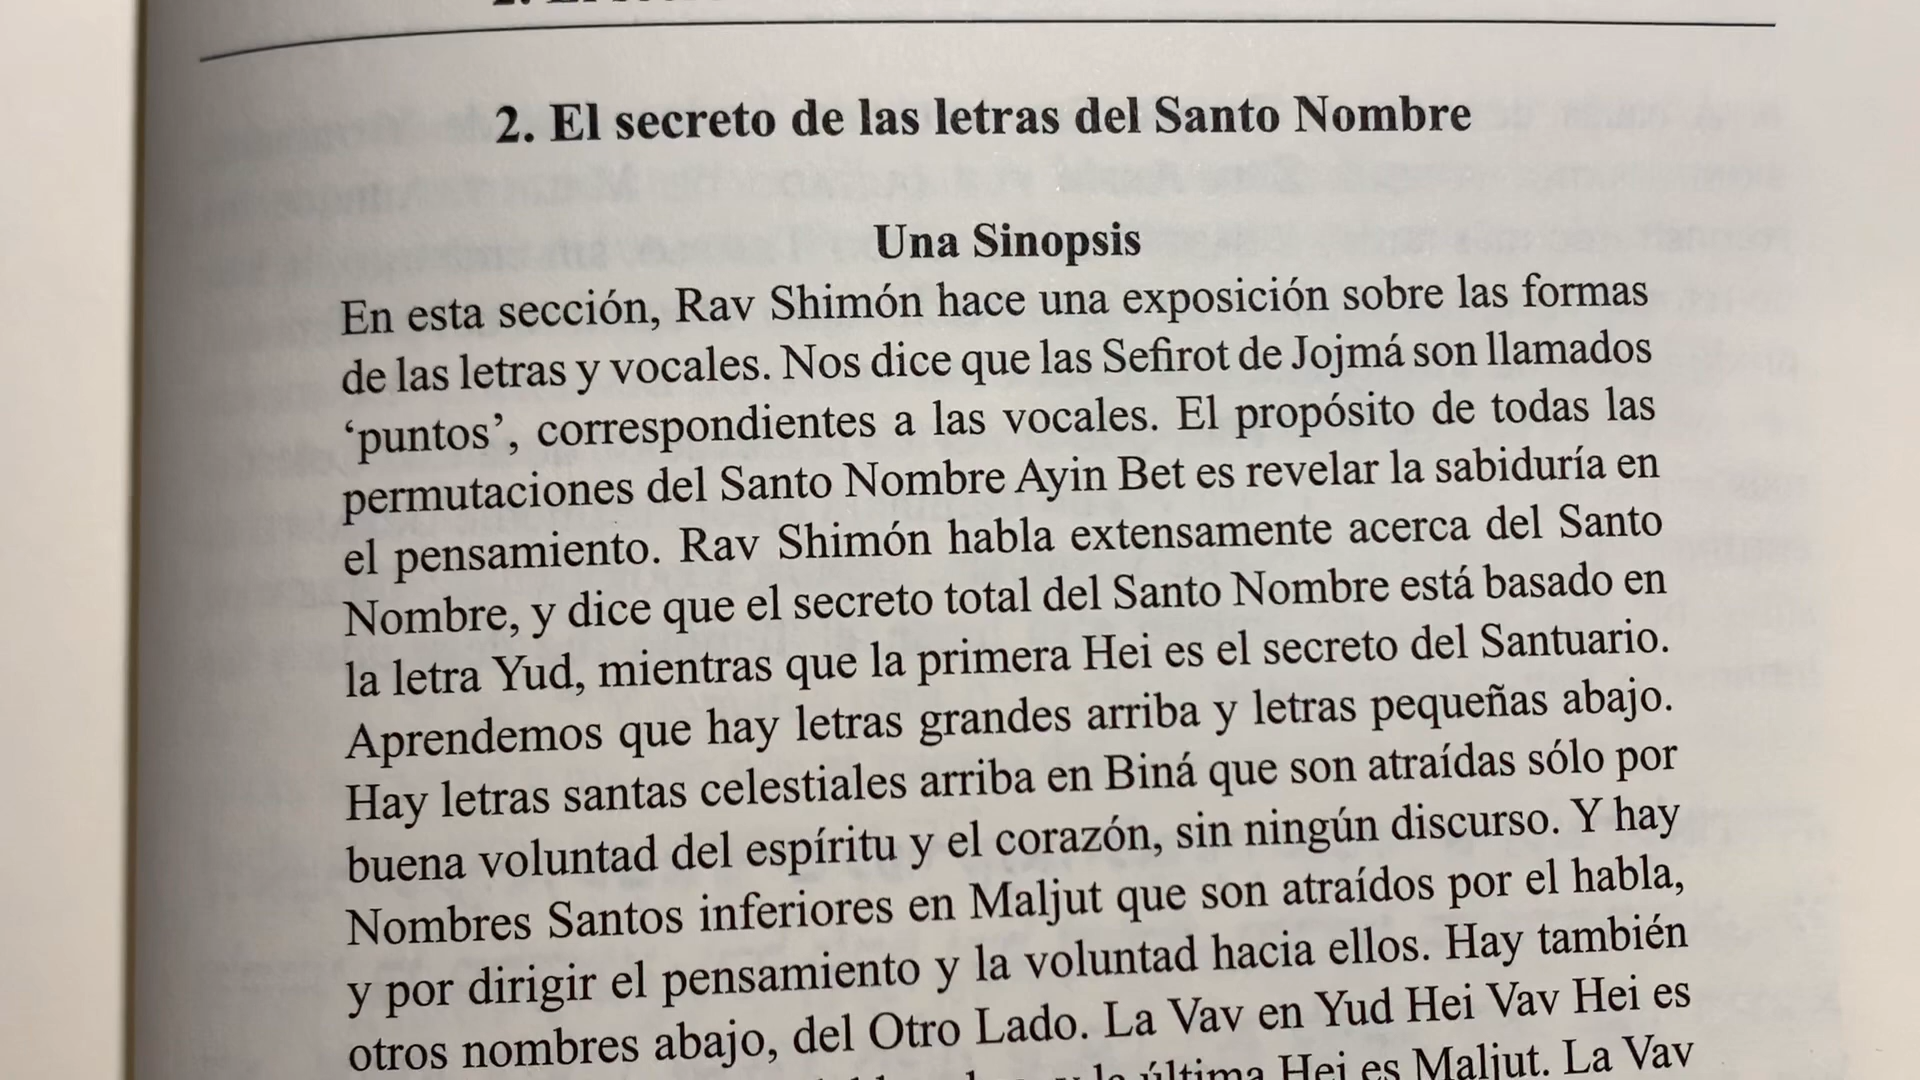 2. El secreto de las letras del Santo Nombre
Una Sinopsis
En esta sección, Rav Shimón hace una exposición sobre las formas
de las letras y vocales. Nos dice que las Sefirot de Jojmá son llamados
‘puntos’, correspondientes a las vocales. El propósito de todas las
permutaciones del Santo Nombre Ayin Bet es revelar la sabiduría en
el pensamiento. Rav Shimón habla extensamente acerca del Santo
Nombre, y dice que el secreto total del Santo Nombre está basado en
la letra Yud, mientras que la primera Hei es el secreto del Santuario.
Aprendemos que hay letras grandes arriba y letras pequeñas abajo.
Hay letras santas celestiales arriba en Biná que son atraídas sólo por
buena voluntad del espíritu y el corazón, sin ningún discurso. Y hay
Nombres Santos inferiores en Maljut que son atraídos por el habla,
y por dirigir el pensamiento y la voluntad hacia ellos. Hay también
otros nombres abajo, del Otro Lado. La Vav en Yud Hei Vav Hei es
y la última Hei es Maljut. La Vav